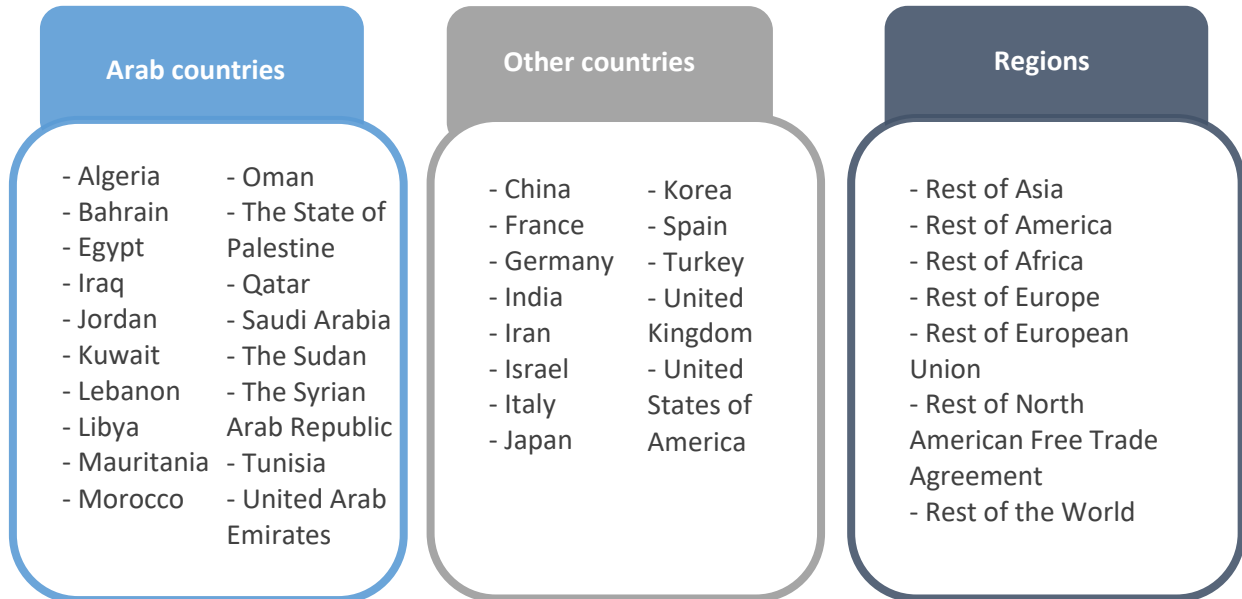 Arab countries
- Algeria
- Bahrain
- Egypt
- Iraq
- Jordan
- Kuwait
- Lebanon
- Libya
- Mauritania
- Morocco
- Oman
- The State of
Palestine
- Qatar
- Saudi Arabia
- The Sudan
- The Syrian
Arab Republic
- Tunisia
- United Arab
Emirates
Other countries
- China
- France
- Germany
- India
- Iran
- Israel
- Italy
- Japan
- Korea
- Spain
- Turkey
- United
Kingdom
- United
States of
America
Regions
- Rest of Asia
- Rest of America
- Rest of Africa
- Rest of Europe
- Rest of European
Union
- Rest of North
American Free Trade
Agreement
- Rest of the World